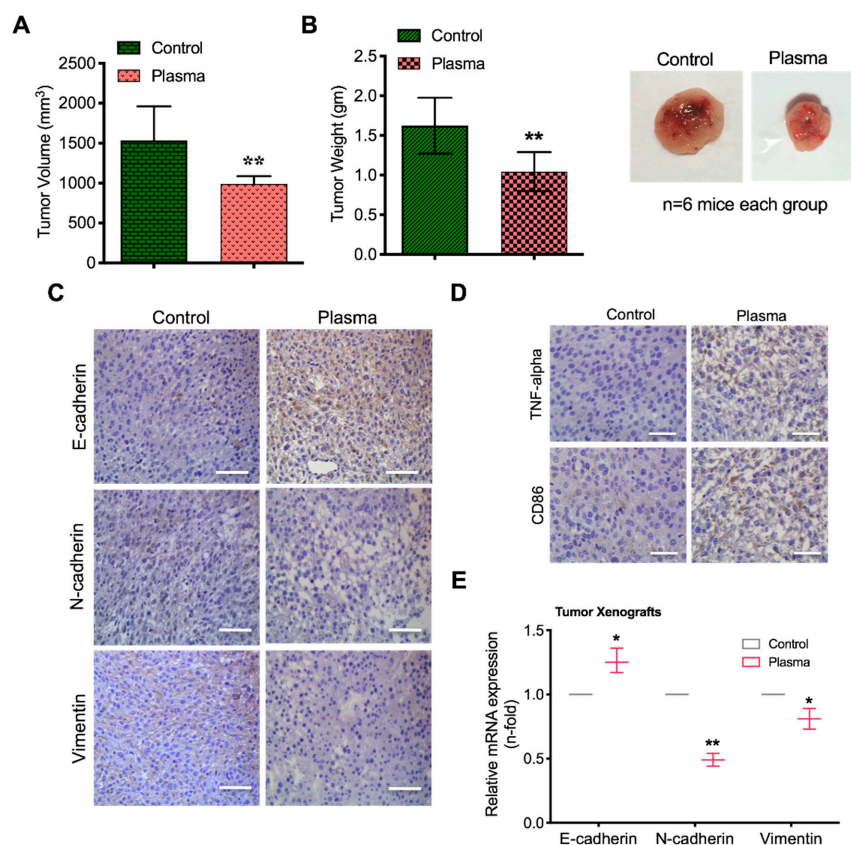 A
Control
Plasma
Tumor Volume (mm³)
2500
2000
1500
1000
500
0
**
B
Control
Plasma
Tumor Weight (gm)
2.5
2.0
1.5
1.0
0.5
0.0
**
Control Plasma
n=6 mice each group
C
Control Plasma
E-cadherin
N-cadherin
Vimentin
D
Control Plasma
TNF-alpha
CD86
E
Tumor Xenografts
Control
Plasma
Relative mRNA expression
(n-fold)
1.5
1.0
0.5
0.0
*
**
*
E-cadherin N-cadherin Vimentin